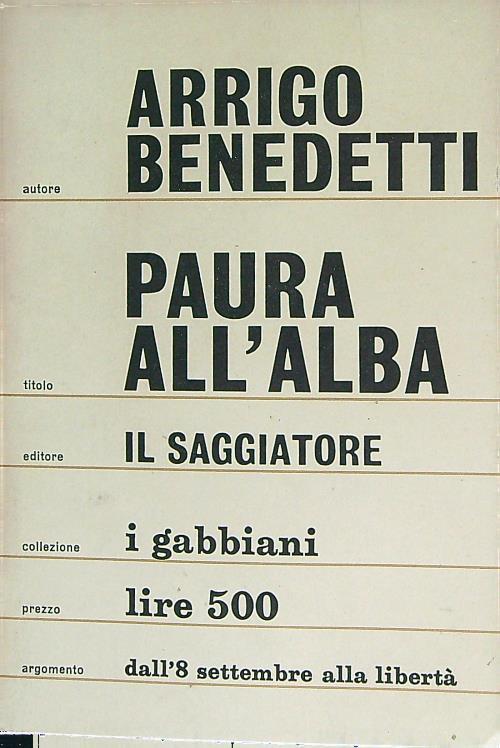 ARRIGO
autore BENEDETTI
PAURA
titolo ALL'ALBA
editore IL SAGGIATORE
collezione i gabbiani
prezzo lire 500
argomento dall'8 settembre alla libertà